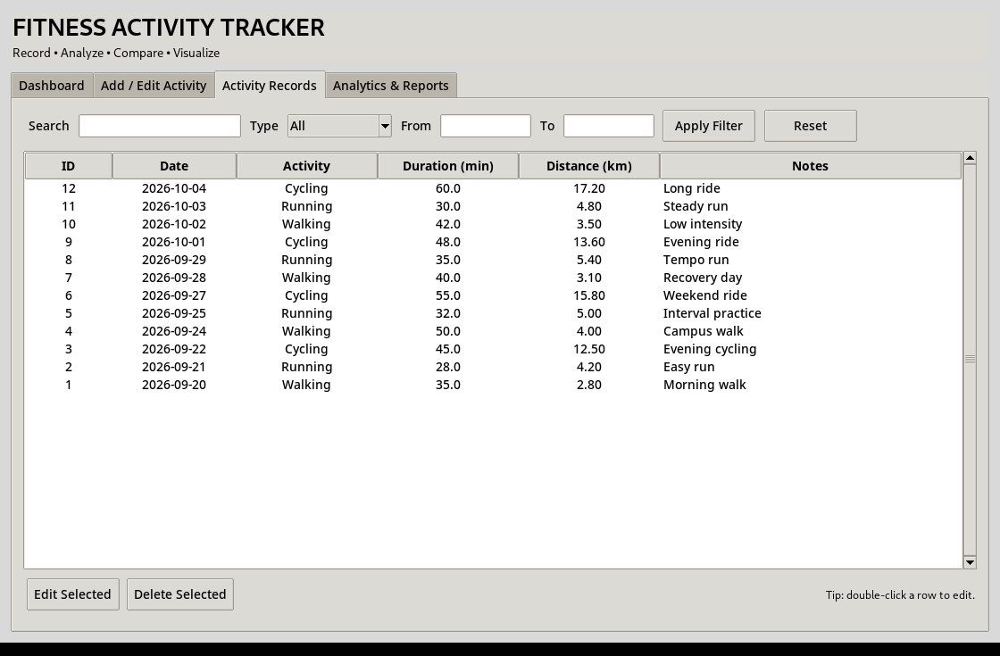 FITNESS ACTIVITY TRACKER
Record • Analyze • Compare • Visualize
Dashboard Add / Edit Activity Activity Records Analytics & Reports
Search Type All From To Apply Filter Reset
ID Date Activity Duration (min) Distance (km) Notes
12 2026-10-04 Cycling 60.0 17.20 Long ride
11 2026-10-03 Running 30.0 4.80 Steady run
10 2026-10-02 Walking 42.0 3.50 Low intensity
9 2026-10-01 Cycling 48.0 13.60 Evening ride
8 2026-09-29 Running 35.0 5.40 Tempo run
7 2026-09-28 Walking 40.0 3.10 Recovery day
6 2026-09-27 Cycling 55.0 15.80 Weekend ride
5 2026-09-25 Running 32.0 5.00 Interval practice
4 2026-09-24 Walking 50.0 4.00 Campus walk
3 2026-09-22 Cycling 45.0 12.50 Evening cycling
2 2026-09-21 Running 28.0 4.20 Easy run
1 2026-09-20 Walking 35.0 2.80 Morning walk
Edit Selected Delete Selected Tip: double-click a row to edit.